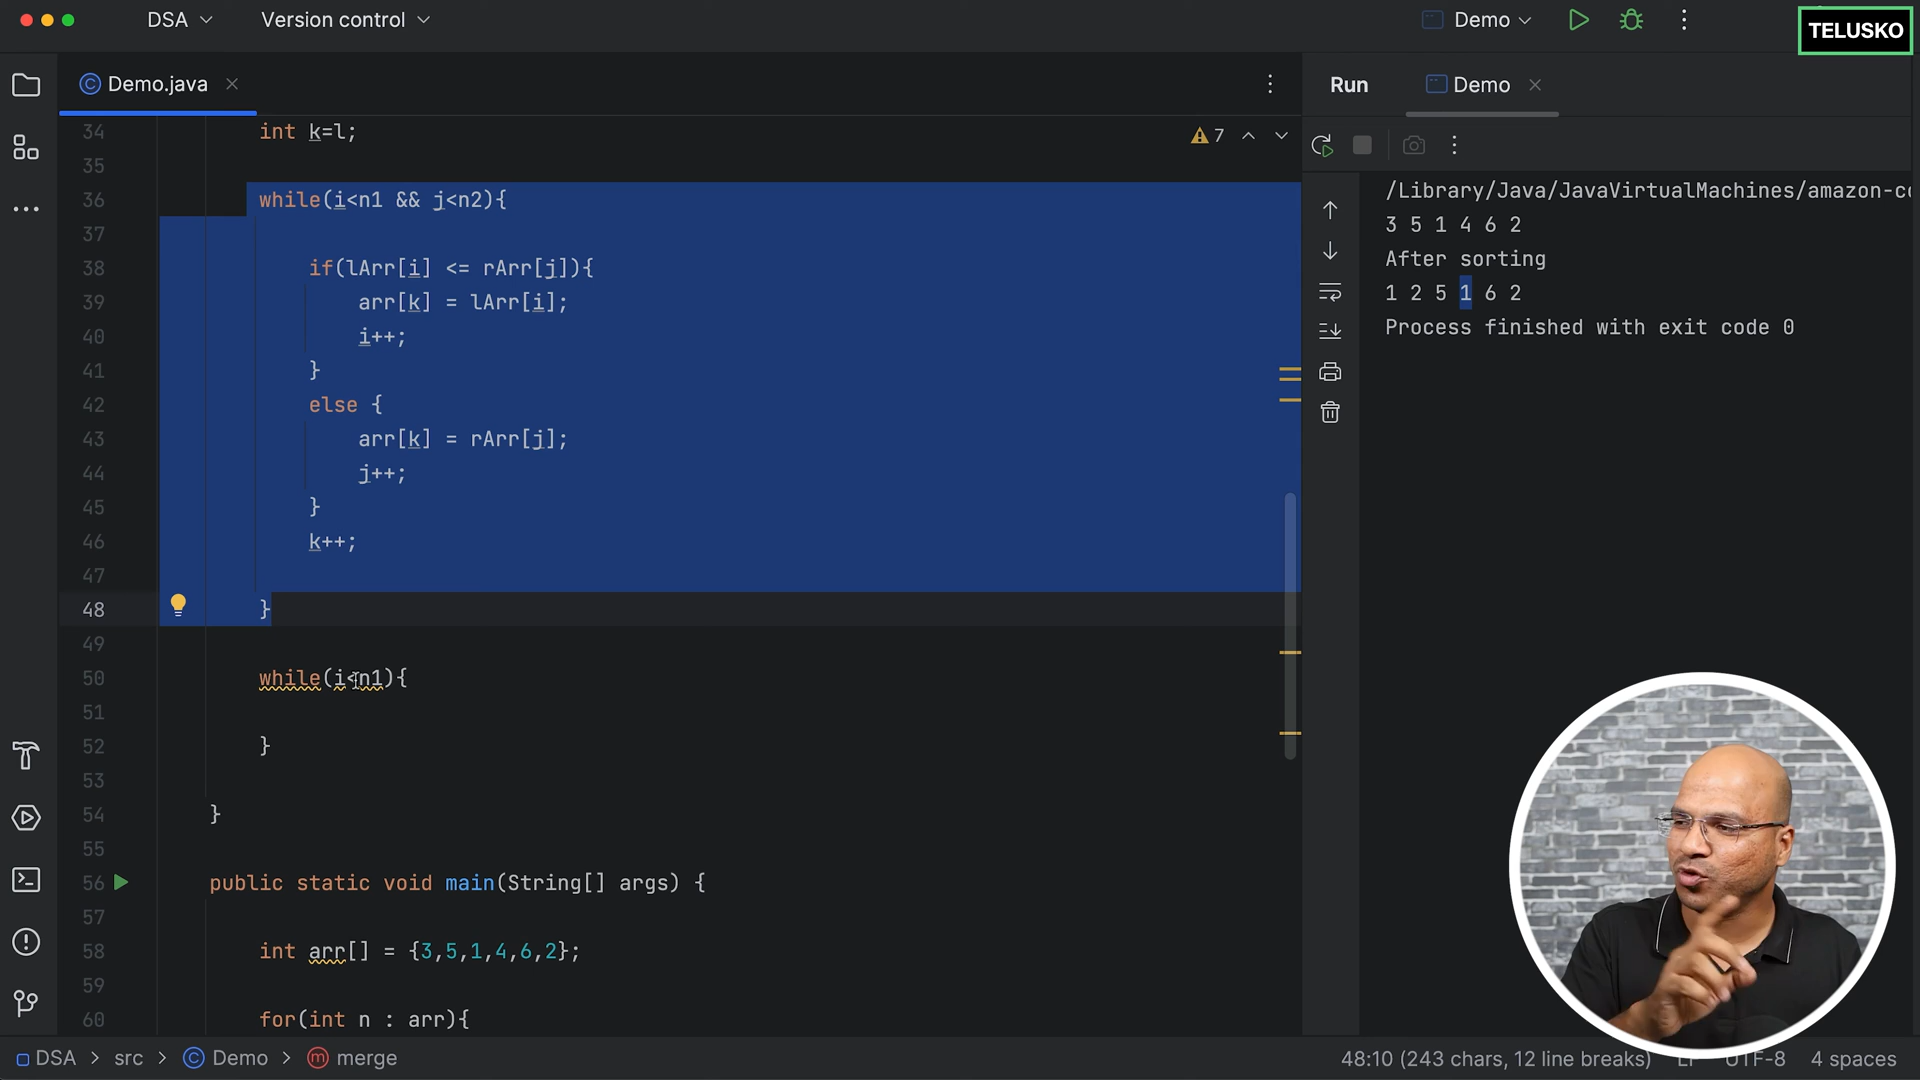 DSA
Version control
Demo
TELUSKO
Demo.java
Run
Demo
34 int k=l;
7
35
36 while(i<n1 && j<n2){
37
38 if(lArr[i] <= rArr[j]){
39 arr[k] = lArr[i];
40 i++;
41 }
42 else {
43 arr[k] = rArr[j];
44 j++;
45 }
46 k++;
47
48 }
49
50 while(i<n1){
51
52 }
53
54 }
55
56 public static void main(String[] args) {
57
58 int arr[] = {3,5,1,4,6,2};
59
60 for(int n : arr){
/Library/Java/JavaVirtualMachines/amazon-co
3 5 1 4 6 2
After sorting
1 2 5 1 6 2
Process finished with exit code 0
DSA > src > Demo > merge
48:10 (243 chars, 12 line breaks) LF UTF-8 4 spaces